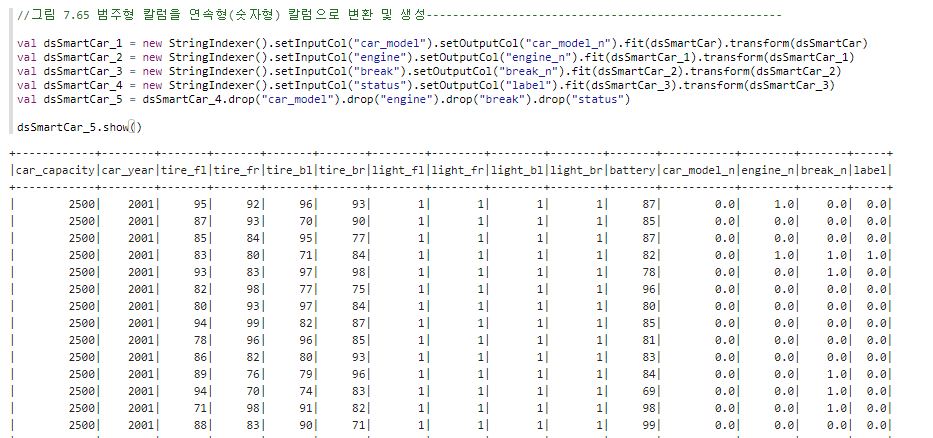 //그림 7.65 범주형 칼럼을 연속형(숫자형) 칼럼으로 변환 및 생성------------------------------------------------------
val dsSmartCar_1 = new StringIndexer().setInputCol("car_model").setOutputCol("car_model_n").fit(dsSmartCar).transform(dsSmartCar)
val dsSmartCar_2 = new StringIndexer().setInputCol("engine").setOutputCol("engine_n").fit(dsSmartCar_1).transform(dsSmartCar_1)
val dsSmartCar_3 = new StringIndexer().setInputCol("break").setOutputCol("break_n").fit(dsSmartCar_2).transform(dsSmartCar_2)
val dsSmartCar_4 = new StringIndexer().setInputCol("status").setOutputCol("label").fit(dsSmartCar_3).transform(dsSmartCar_3)
val dsSmartCar_5 = dsSmartCar_4.drop("car_model").drop("engine").drop("break").drop("status")
dsSmartCar_5.show()
+------------+--------+-------+-------+-------+-------+--------+--------+--------+--------+-------+-----------+--------+-------+-----+
|car_capacity|car_year|tire_fl|tire_fr|tire_bl|tire_br|light_fl|light_fr|light_bl|light_br|battery|car_model_n|engine_n|break_n|label|
+------------+--------+-------+-------+-------+-------+--------+--------+--------+--------+-------+-----------+--------+-------+-----+
| 2500| 2001| 95| 92| 96| 93| 1| 1| 1| 1| 87| 0.0| 1.0| 0.0| 0.0|
| 2500| 2001| 87| 93| 70| 90| 1| 1| 1| 1| 85| 0.0| 0.0| 0.0| 0.0|
| 2500| 2001| 85| 84| 95| 77| 1| 1| 1| 1| 87| 0.0| 0.0| 0.0| 0.0|
| 2500| 2001| 83| 80| 71| 84| 1| 1| 1| 1| 82| 0.0| 1.0| 1.0| 1.0|
| 2500| 2001| 93| 83| 97| 98| 1| 1| 1| 1| 78| 0.0| 0.0| 1.0| 0.0|
| 2500| 2001| 82| 98| 77| 75| 1| 1| 1| 1| 96| 0.0| 0.0| 0.0| 0.0|
| 2500| 2001| 80| 93| 97| 84| 1| 1| 1| 1| 80| 0.0| 0.0| 0.0| 0.0|
| 2500| 2001| 94| 99| 82| 87| 1| 1| 1| 1| 85| 0.0| 0.0| 0.0| 0.0|
| 2500| 2001| 78| 96| 96| 85| 1| 1| 1| 1| 81| 0.0| 0.0| 0.0| 0.0|
| 2500| 2001| 86| 82| 80| 93| 1| 1| 1| 1| 83| 0.0| 0.0| 0.0| 0.0|
| 2500| 2001| 89| 76| 79| 96| 1| 1| 1| 1| 84| 0.0| 0.0| 1.0| 0.0|
| 2500| 2001| 94| 70| 74| 83| 1| 1| 1| 1| 69| 0.0| 0.0| 1.0| 0.0|
| 2500| 2001| 71| 98| 91| 82| 1| 1| 1| 1| 98| 0.0| 0.0| 1.0| 0.0|
| 2500| 2001| 88| 83| 90| 71| 1| 1| 1| 1| 99| 0.0| 0.0| 0.0| 0.0|